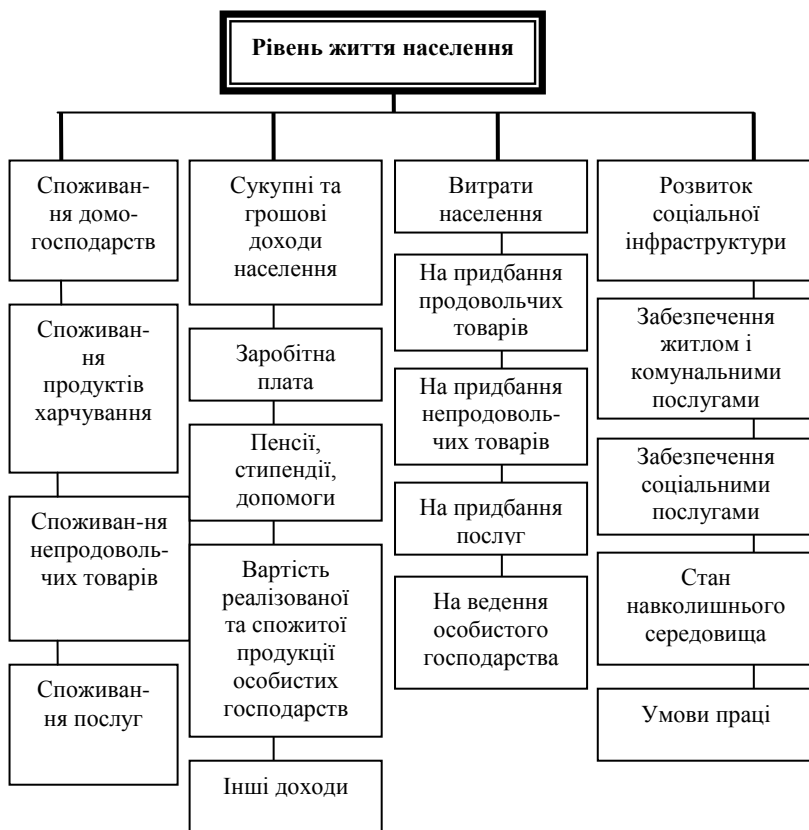 Рівень життя населення
Споживан-
ня домо-
господарств
Споживан-
ня
продуктів
харчування
Споживан-ня
непродоволь-
чих товарів
Споживан-
ня послуг
Сукупні та
грошові
доходи
населення
Заробітна
плата
Пенсії,
стипендії,
допомоги
Вартість
реалізованої
та спожитої
продукції
особистих
господарств
Інші доходи
Витрати
населення
На придбання
продовольчих
товарів
На придбання
непродоволь-
чих товарів
На придбання
послуг
На ведення
особистого
господарства
Розвиток
соціальної
інфраструктури
Забезпечення
житлом і
комунальними
послугами
Забезпечення
соціальними
послугами
Стан
навколишнього
середовища
Умови праці